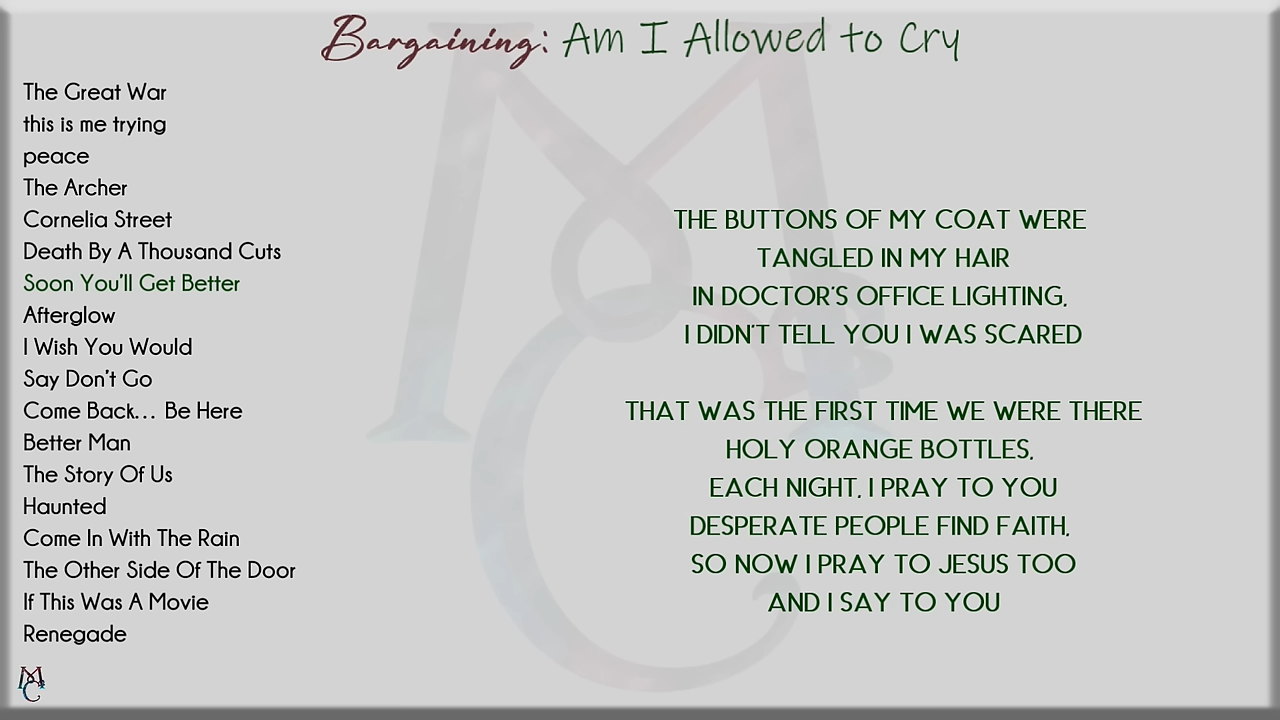 Bargaining: Am I Allowed to Cry
The Great War
this is me trying
peace
The Archer
Cornelia Street
Death By A Thousand Cuts
Soon You'll Get Better
Afterglow
I Wish You Would
Say Don't Go
Come Back... Be Here
Better Man
The Story Of Us
Haunted
Come In With The Rain
The Other Side Of The Door
If This Was A Movie
Renegade
THE BUTTONS OF MY COAT WERE
TANGLED IN MY HAIR
IN DOCTOR'S OFFICE LIGHTING,
I DIDN'T TELL YOU I WAS SCARED
THAT WAS THE FIRST TIME WE WERE THERE
HOLY ORANGE BOTTLES,
EACH NIGHT, I PRAY TO YOU
DESPERATE PEOPLE FIND FAITH,
SO NOW I PRAY TO JESUS TOO
AND I SAY TO YOU